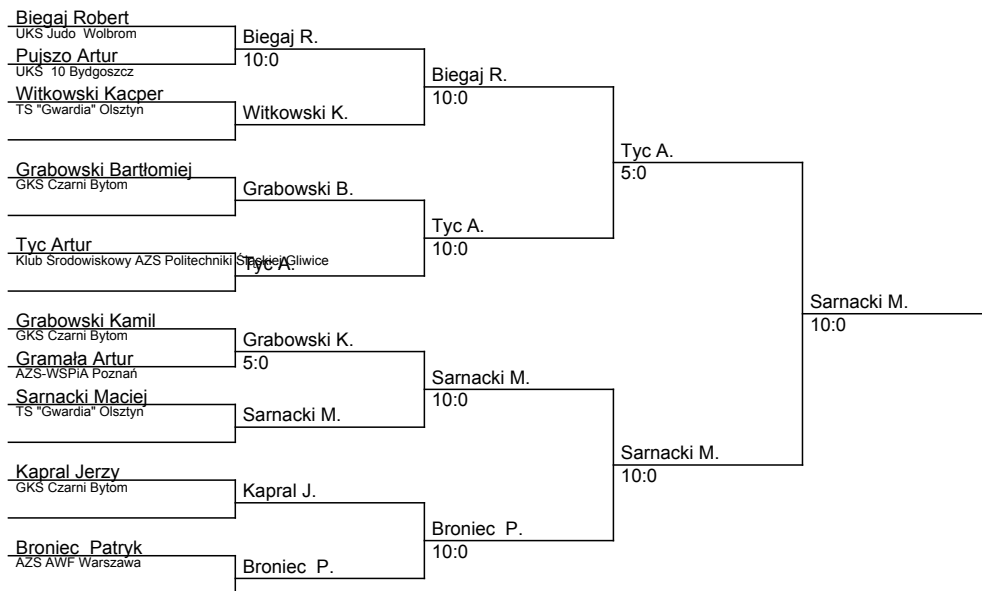 Biegaj Robert
UKS Judo Wolbrom
Pujszo Artur
UKS 10 Bydgoszcz
Witkowski Kacper
TS "Gwardia" Olsztyn
Grabowski Bartłomiej
GKS Czarni Bytom
Tyc Artur
Klub Środowiskowy AZS Politechniki Śląskiej Gliwice
Grabowski Kamil
GKS Czarni Bytom
Gramała Artur
AZS-WSPiA Poznań
Sarnacki Maciej
TS "Gwardia" Olsztyn
Kapral Jerzy
GKS Czarni Bytom
Broniec Patryk
AZS AWF Warszawa
Biegaj R.
10:0
Witkowski K.
Grabowski B.
Tyc A.
Grabowski K.
5:0
Sarnacki M.
Kapral J.
Broniec P.
Biegaj R.
10:0
Tyc A.
10:0
Sarnacki M.
10:0
Broniec P.
10:0
Tyc A.
5:0
Sarnacki M.
10:0
Sarnacki M.
10:0